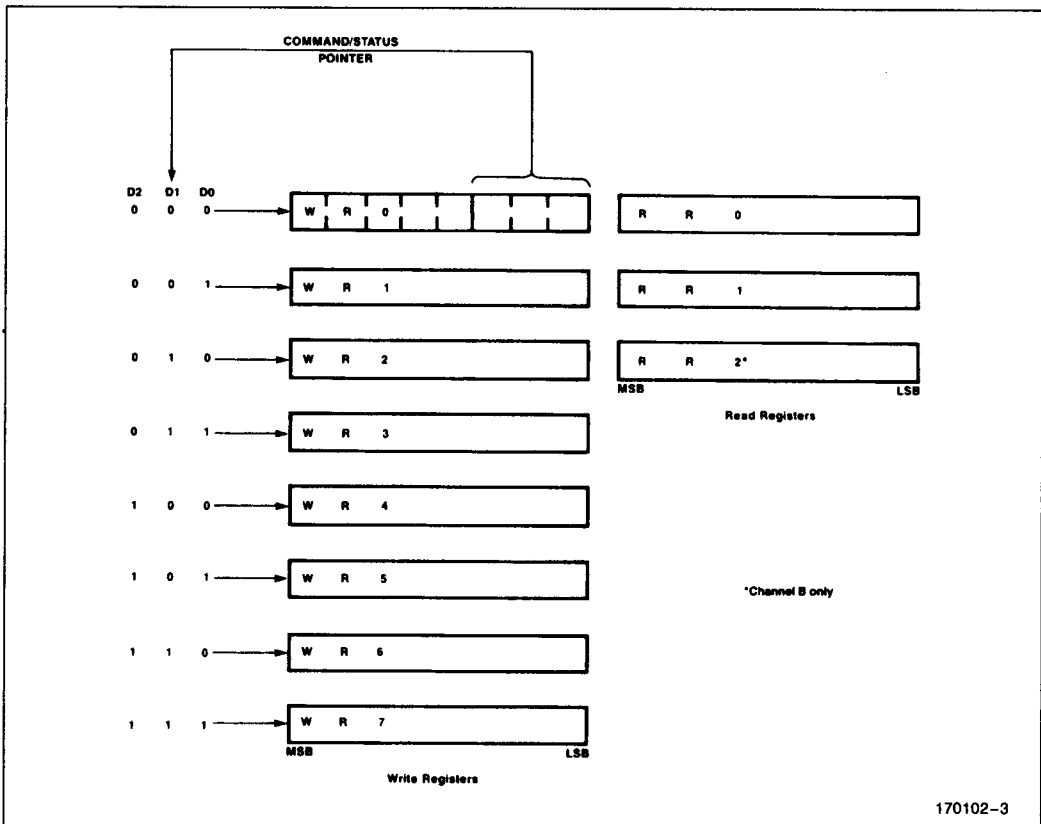 COMMAND/STATUS
POINTER
D2 D1 D0
0 0 0 W R 0 R R 0
0 0 1 W R 1 R R 1
0 1 0 W R 2 R R 2*
MSB LSB
Read Registers
0 1 1 W R 3
1 0 0 W R 4
1 0 1 W R 5
*Channel B only
1 1 0 W R 6
1 1 1 W R 7
MSB LSB
Write Registers
170102-3